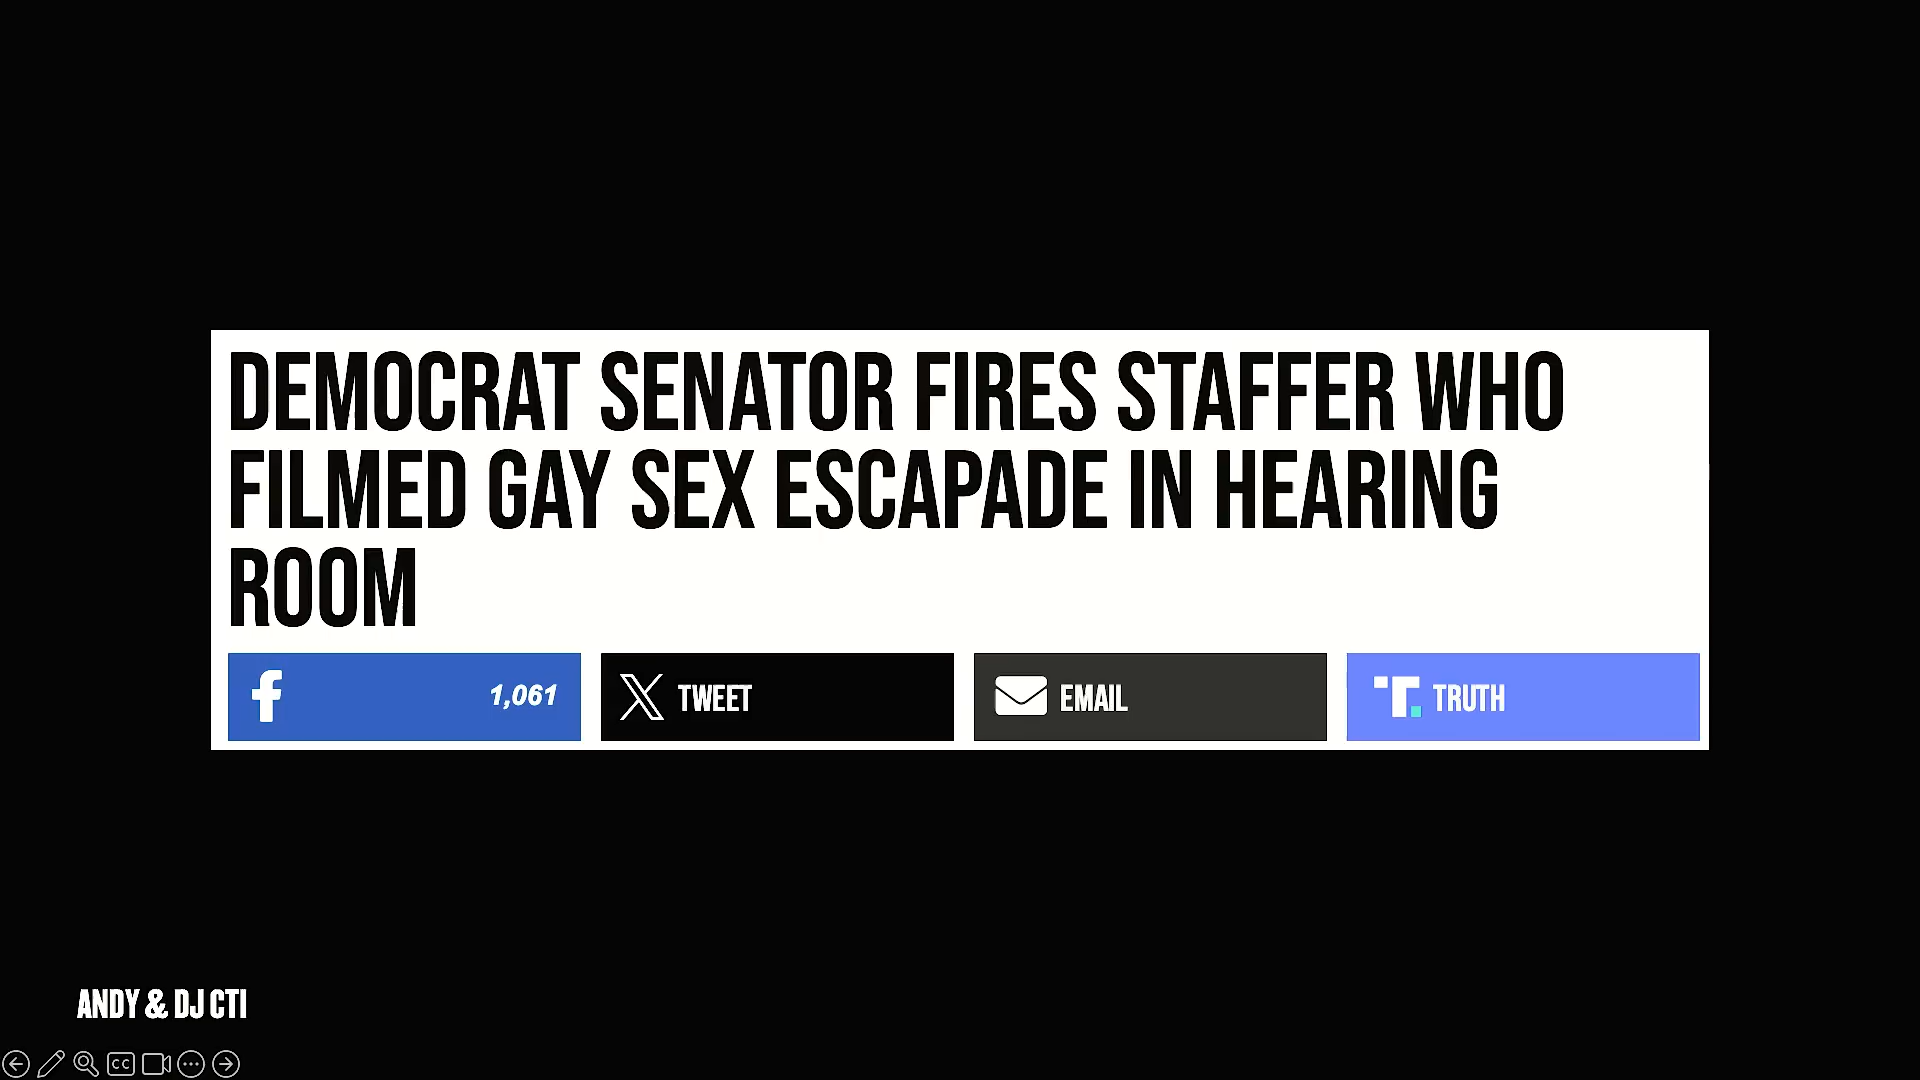 DEMOCRAT SENATOR FIRES STAFFER WHO
FILMED GAY SEX ESCAPADE IN HEARING
ROOM
1,061
TWEET
EMAIL
TRUTH
ANDY & DJ CTI
CC